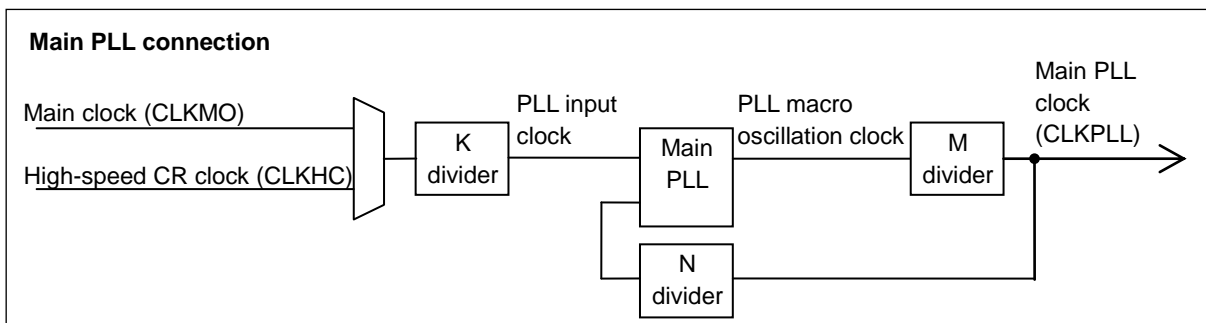 Main PLL connection
Main clock (CLKMO)
High-speed CR clock (CLKHC)
K
divider
PLL input
clock
Main
PLL
PLL macro
oscillation clock
M
divider
Main PLL
clock
(CLKPLL)
N
divider